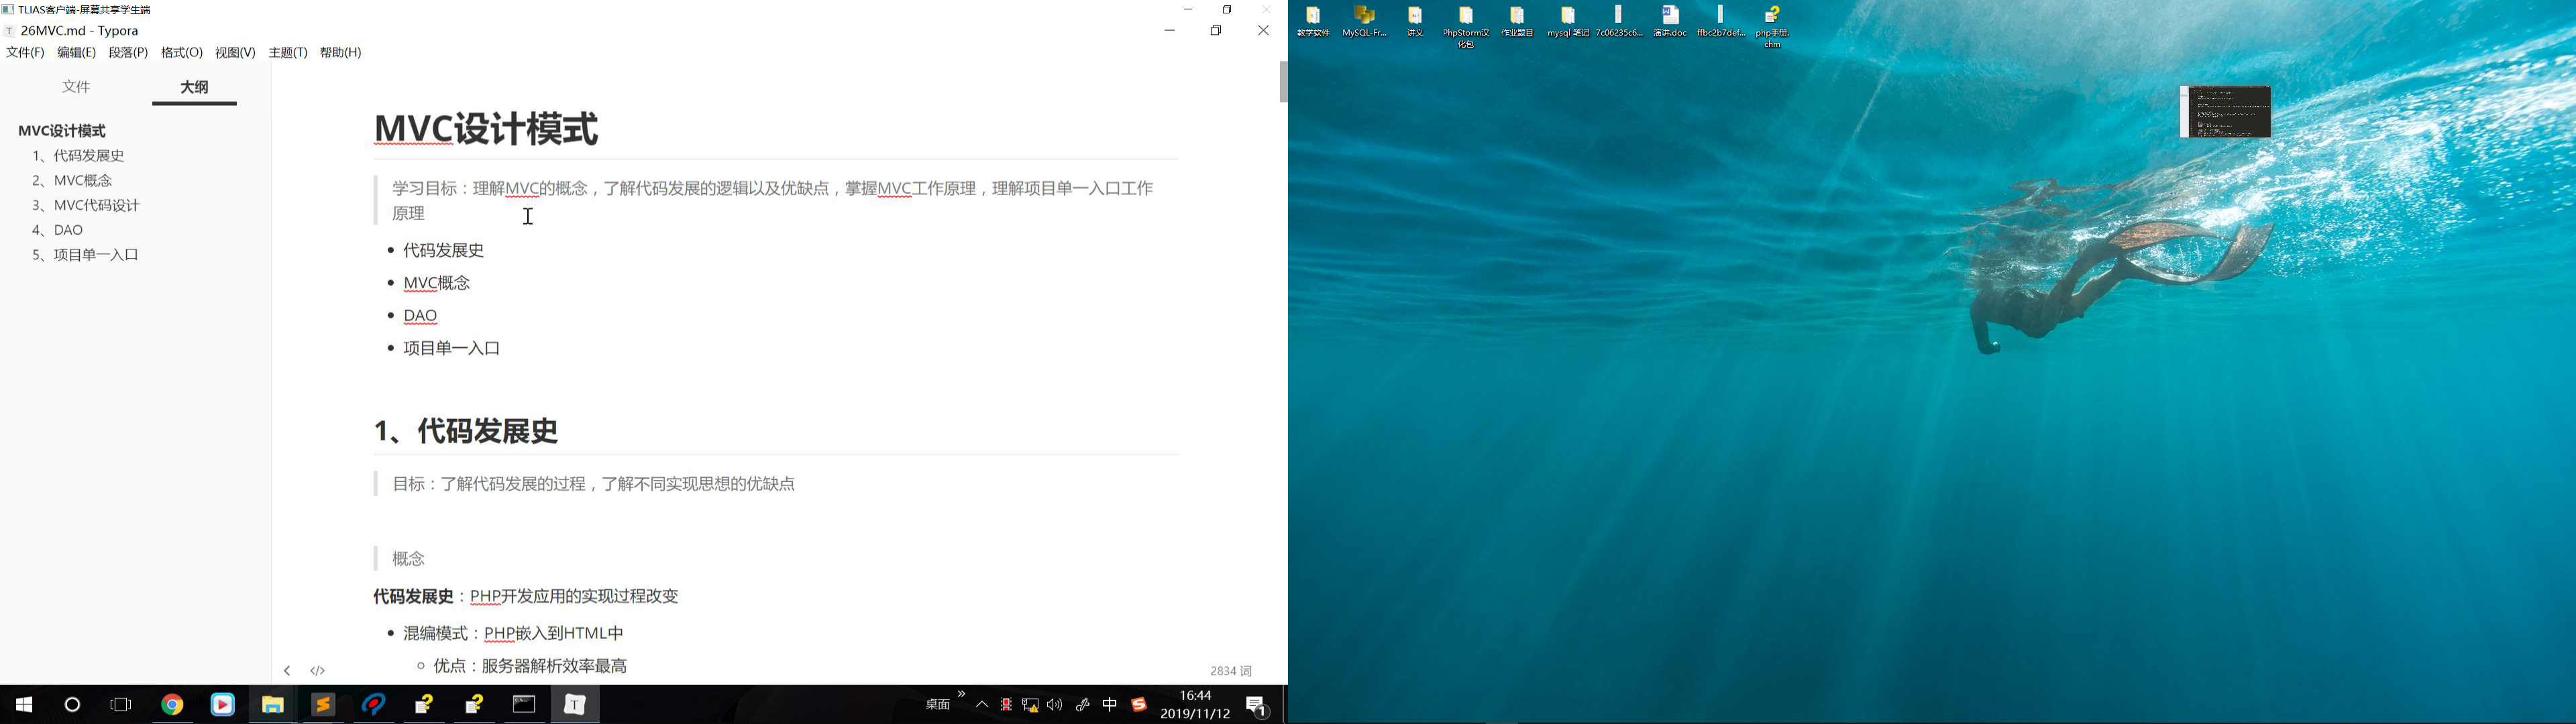 TLIAS客户端-屏幕共享学生端
26MVC.md - Typora
文件(F) 编辑(E) 段落(P) 格式(O) 视图(V) 主题(T) 帮助(H)
文件 大纲
MVC设计模式
1、代码发展史
2、MVC概念
3、MVC代码设计
4、DAO
5、项目单一入口
MVC设计模式
学习目标：理解MVC的概念，了解代码发展的逻辑以及优缺点，掌握MVC工作原理，理解项目单一入口工作
原理
代码发展史
MVC概念
DAO
项目单一入口
1、代码发展史
目标：了解代码发展的过程，了解不同实现思想的优缺点
概念
代码发展史：PHP开发应用的实现过程改变
混编模式：PHP嵌入到HTML中
优点：服务器解析效率最高
2834 词
桌面
中
16:44
2019/11/12
1
教学软件
MySQL-Fr...
讲义
PhpStorm汉
化包
作业题目
mysql 笔记
7c06235c6...
演讲.doc
ffbc2b7def...
php手册.
chm